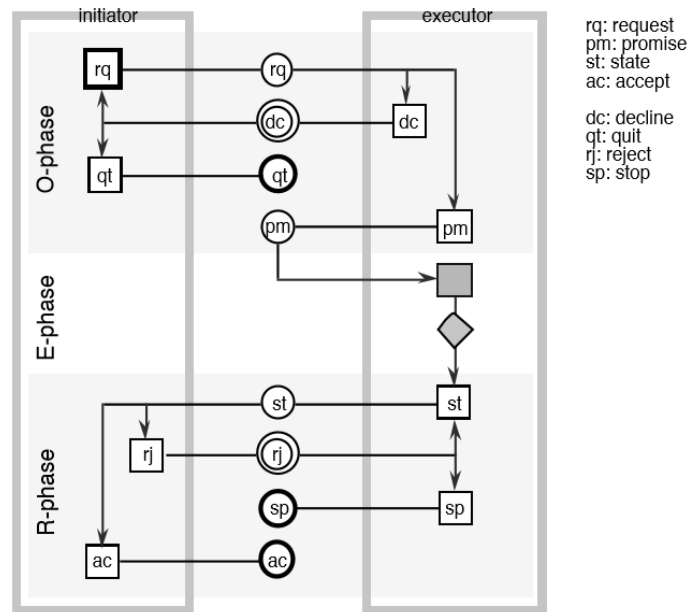 initiator
executor
rq: request
pm: promise
st: state
ac: accept
dc: decline
qt: quit
rj: reject
sp: stop
O-phase
rq
rq
dc
dc
qt
qt
pm
pm
E-phase
R-phase
st
st
rj
rj
sp
sp
ac
ac